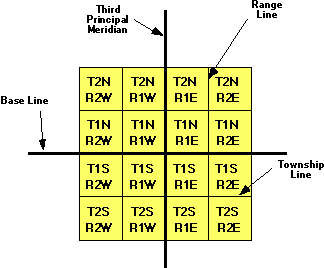 Third
Principal
Meridian
Range
Line
T2N T2N T2N T2N
R2W R1W R1E R2E
Base Line
T1N T1N T1N T1N
R2W R1W R1E R2E
T1S T1S T1S T1S
R2W R1W R1E R2E
Township
Line
T2S T2S T2S T2S
R2W R1W R1E R2E